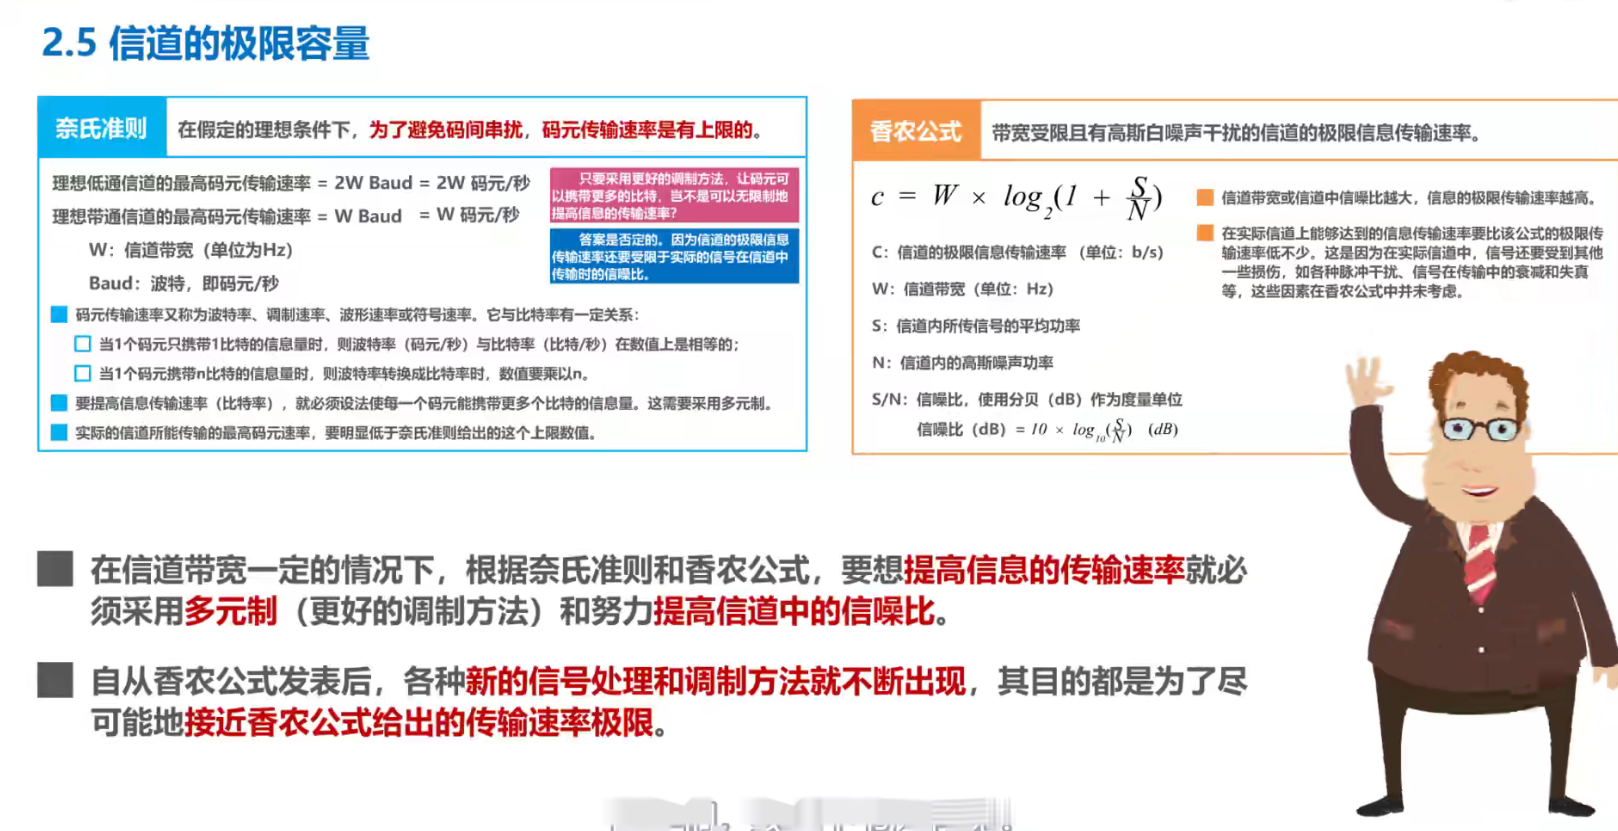 2.5 信道的极限容量
奈氏准则
在假定的理想条件下，为了避免码间串扰，码元传输速率是有上限的。
理想低通信道的最高码元传输速率 = 2W Baud = 2W 码元/秒
理想带通信道的最高码元传输速率 = W Baud = W 码元/秒
W：信道带宽（单位为Hz）
Baud：波特，即码元/秒
只要采用更好的调制方法，让码元可
以携带更多的比特，岂不是可以无限制地
提高信息的传输速率？
答案是否定的。因为信道的极限信息
传输速率还要受限于实际的信号在信道中
传输时的信噪比。
码元传输速率又称为波特率、调制速率、波形速率或符号速率。它与比特率有一定关系：
当1个码元只携带1比特的信息量时，则波特率（码元/秒）与比特率（比特/秒）在数值上是相等的；
当1个码元携带n比特的信息量时，则波特率转换成比特率时，数值要乘以n。
要提高信息传输速率（比特率），就必须设法使每一个码元能携带更多个比特的信息量。这需要采用多元制。
实际的信道所能传输的最高码元速率，要明显低于奈氏准则给出的这个上限数值。
香农公式
带宽受限且有高斯白噪声干扰的信道的极限信息传输速率。
c = W × log₂(1 + S/N)
C：信道的极限信息传输速率 （单位：b/s）
W：信道带宽（单位：Hz）
S：信道内所传信号的平均功率
N：信道内的高斯噪声功率
S/N：信噪比，使用分贝（dB）作为度量单位
信噪比（dB）= 10 × log₁₀(S/N) (dB)
信道带宽或信道中信噪比越大，信息的极限传输速率越高。
在实际信道上能够达到的信息传输速率要比该公式的极限传
输速率低不少。这是因为在实际信道中，信号还要受到其他
一些损伤，如各种脉冲干扰、信号在传输中的衰减和失真
等，这些因素在香农公式中并未考虑。
在信道带宽一定的情况下，根据奈氏准则和香农公式，要想提高信息的传输速率就必
须采用多元制（更好的调制方法）和努力提高信道中的信噪比。
自从香农公式发表后，各种新的信号处理和调制方法就不断出现，其目的都是为了尽
可能地接近香农公式给出的传输速率极限。